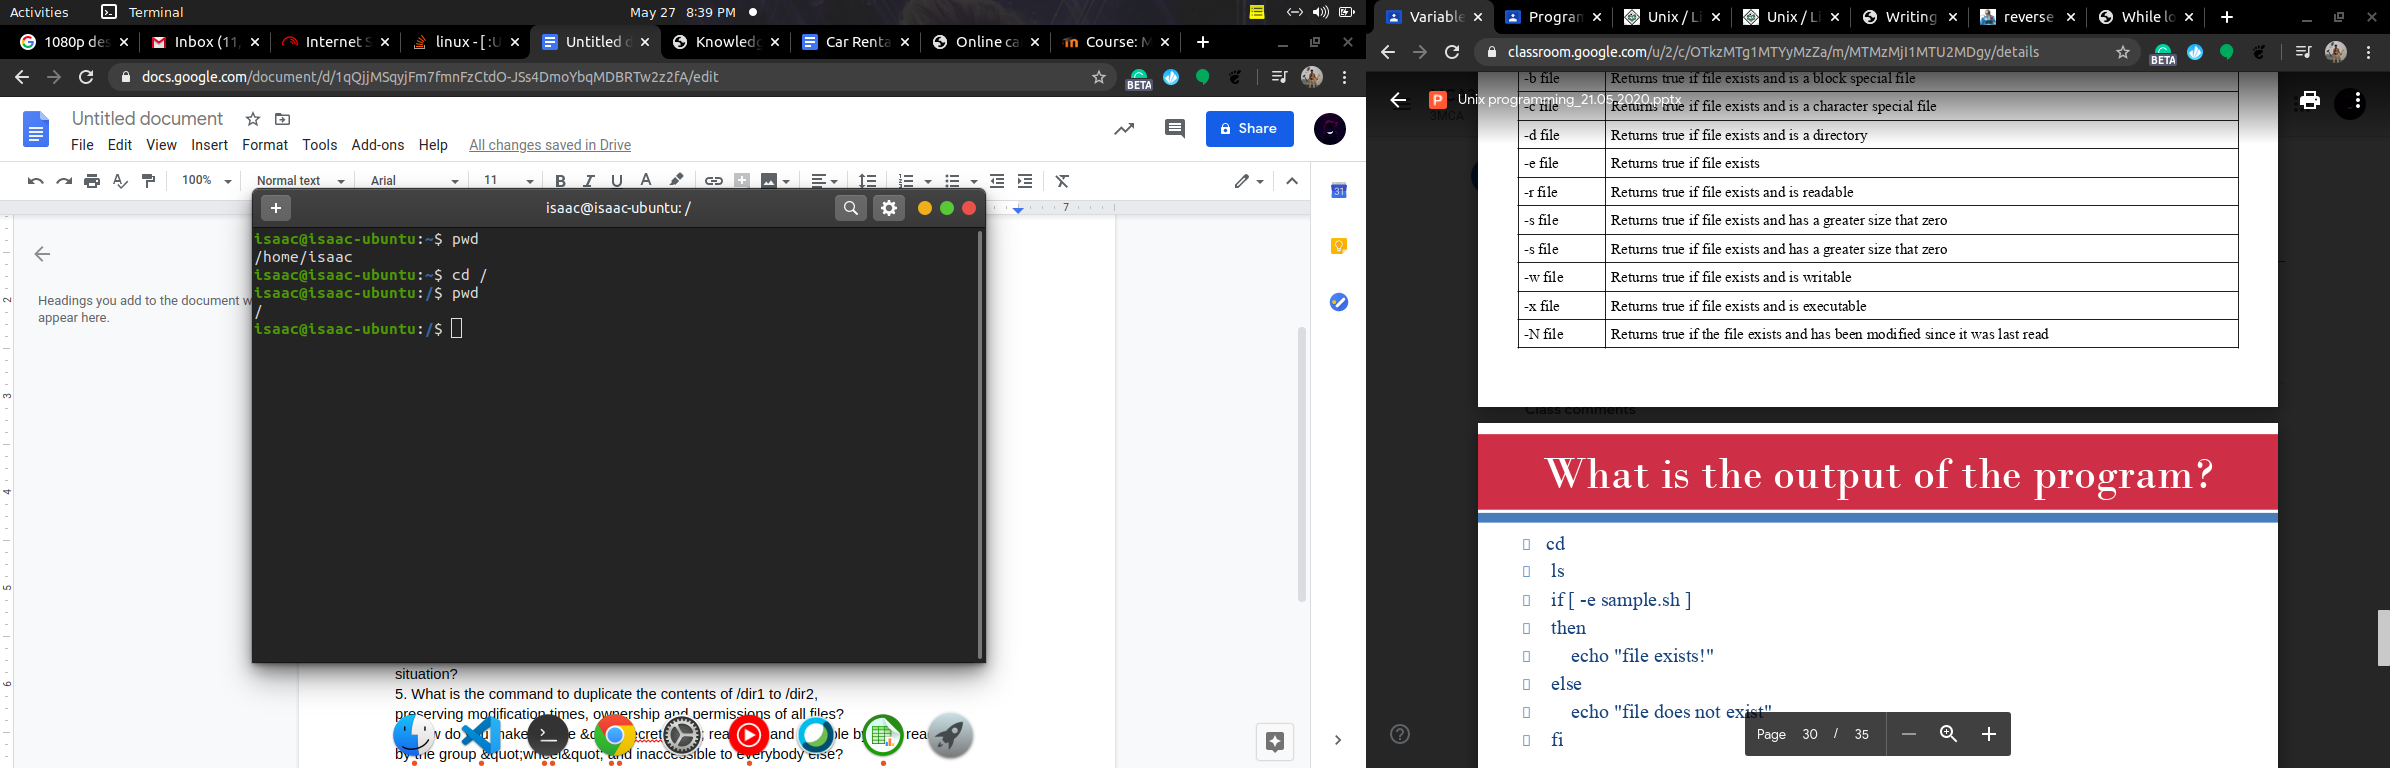 Activities Terminal May 27 8:39 PM
1080p des Inbox (11, Internet S linux - [ :U Untitled d Knowledg Car Renta Online ca Course: M
docs.google.com/document/d/1qQjjMSqyjFm7fmnFzCtdO-JSs4DmoYbqMDBRTw2z2fA/edit BETA
Untitled document
File Edit View Insert Format Tools Add-ons Help All changes saved in Drive
Share
100% Normal text Arial 11 B I U A
7
isaac@isaac-ubuntu: /
isaac@isaac-ubuntu:~$ pwd
/home/isaac
isaac@isaac-ubuntu:~$ cd /
isaac@isaac-ubuntu:/$ pwd
/
isaac@isaac-ubuntu:/$
Headings you add to the document w
appear here.
2
3
4
5
6
31
situation?
5. What is the command to duplicate the contents of /dir1 to /dir2,
preserving modification times, ownership and permissions of all files?
by the group &quot;wheel&quot; and inaccessible to everybody else?
Variable Program Unix / Li Unix / Li Writing reverse While lo
classroom.google.com/u/2/c/OTkzMTg1MTYyMzZa/m/MTMzMjI1MTU2MDgy/details BETA
Unix programming_21.05.2020.pptx
3MCA
-b file Returns true if file exists and is a block special file
-c file Returns true if file exists and is a character special file
-d file Returns true if file exists and is a directory
-e file Returns true if file exists
-r file Returns true if file exists and is readable
-s file Returns true if file exists and has a greater size that zero
-s file Returns true if file exists and has a greater size that zero
-w file Returns true if file exists and is writable
-x file Returns true if file exists and is executable
-N file Returns true if the file exists and has been modified since it was last read
Class comments
What is the output of the program?
cd
ls
if [ -e sample.sh ]
then
echo "file exists!"
else
echo "file does not exist"
fi
Page 30 / 35